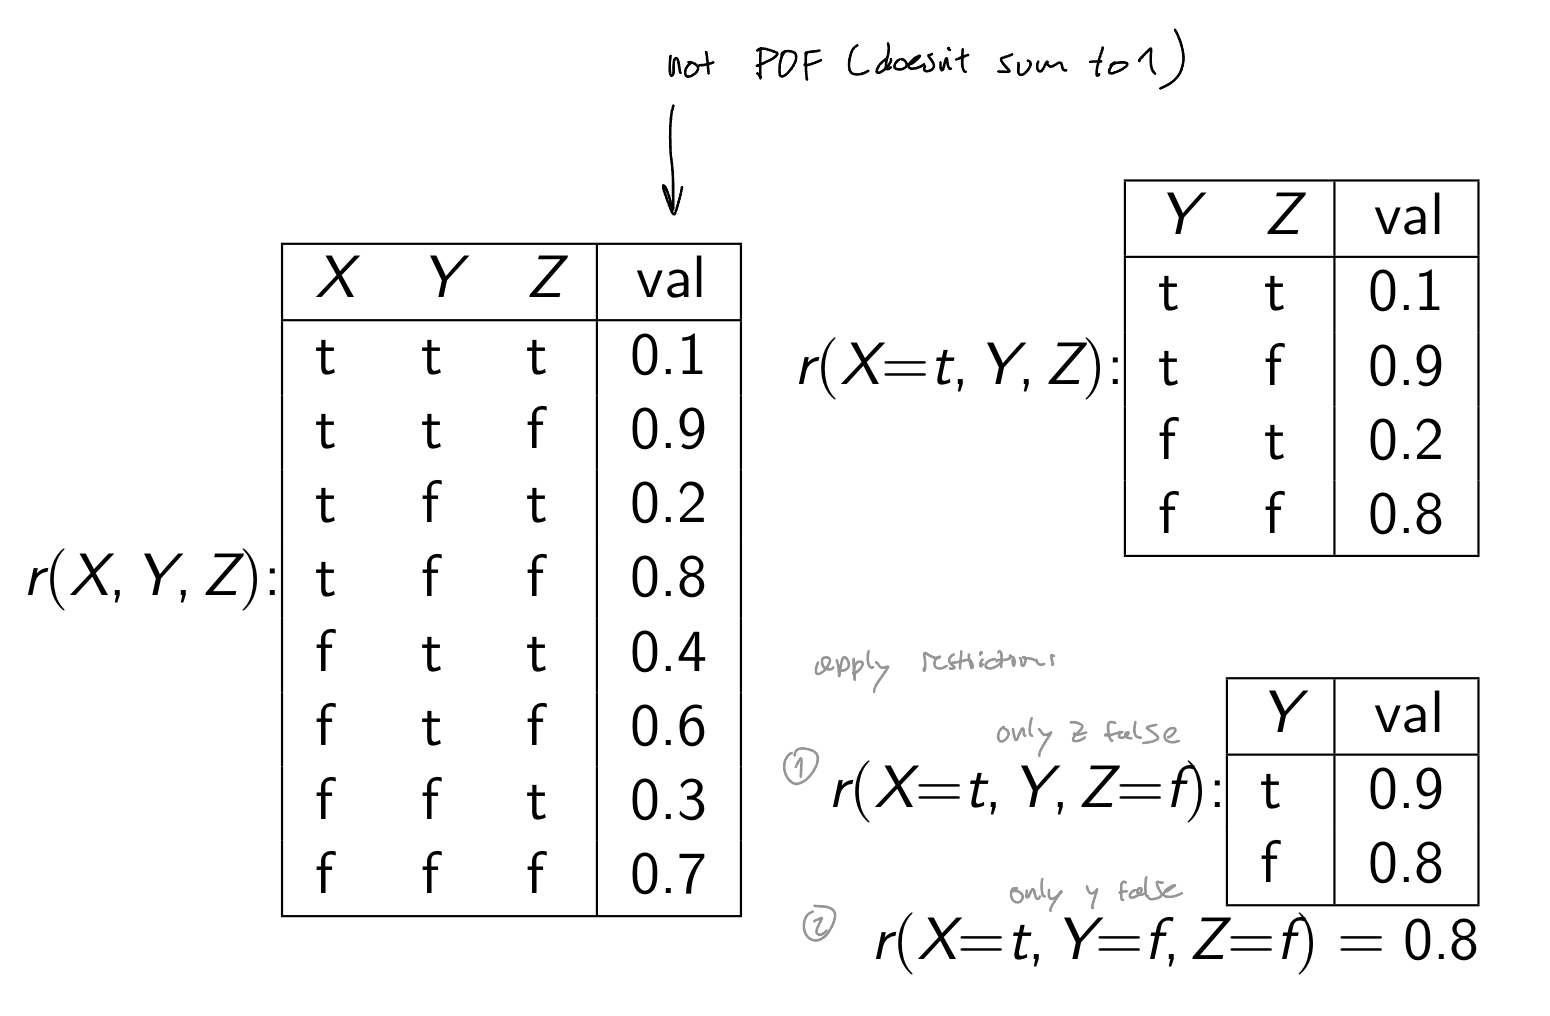 not PDF (doesn't sum to 1)
X Y Z val
t t t 0.1
t t f 0.9
t f t 0.2
r(X, Y, Z): t f f 0.8
f t t 0.4
f t f 0.6
f f t 0.3
f f f 0.7
Y Z val
t t 0.1
r(X=t, Y, Z): t f 0.9
f t 0.2
f f 0.8
apply restrictions
only z false
Y val
① r(X=t, Y, Z=f): t 0.9
f 0.8
only y false
② r(X=t, Y=f, Z=f) = 0.8